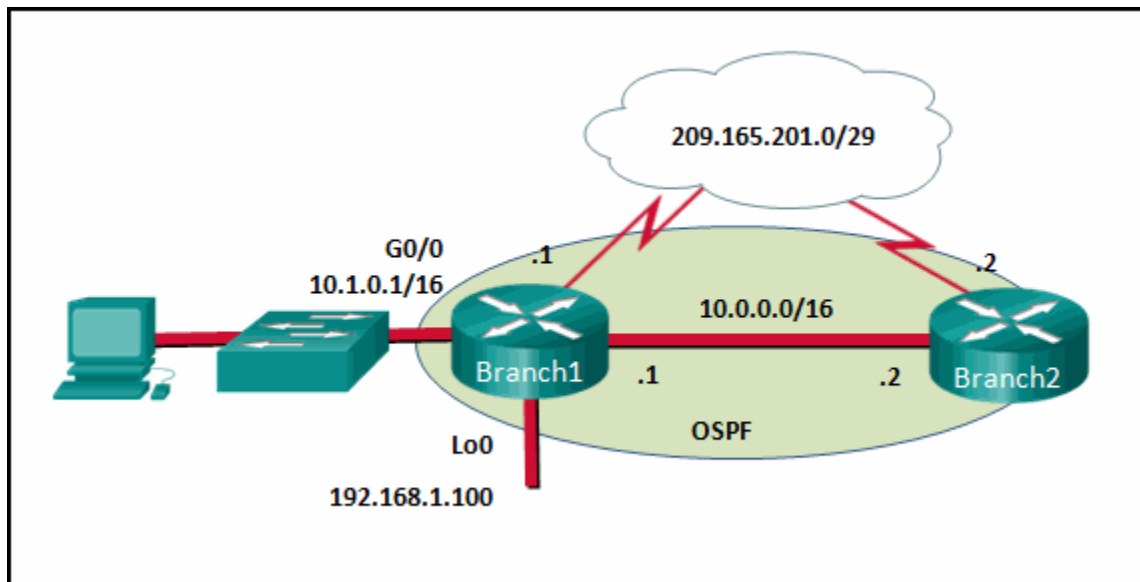 209.165.201.0/29
G0/0
10.1.0.1/16
.1
.2
10.0.0.0/16
Branch1
Branch2
.1
.2
OSPF
Lo0
192.168.1.100